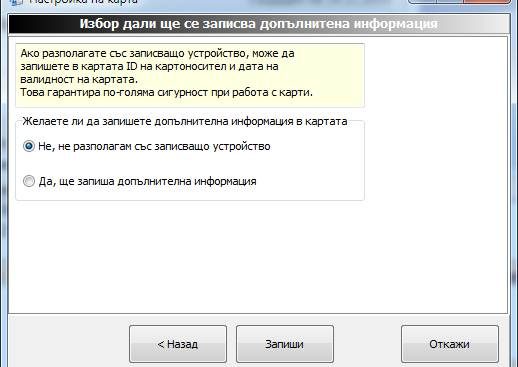 Настройка на карта
Избор дали ще се записва допълнитена информация
Ако разполагате със записващо устройство, може да
запишете в картата ID на картоносител и дата на
валидност на картата.
Това гарантира по-голяма сигурност при работа с карти.
Желаете ли да запишете допълнителна информация в картата
Не, не разполагам със записващо устройство
Да, ще запиша допълнителна информация
< Назад
Запиши
Откажи